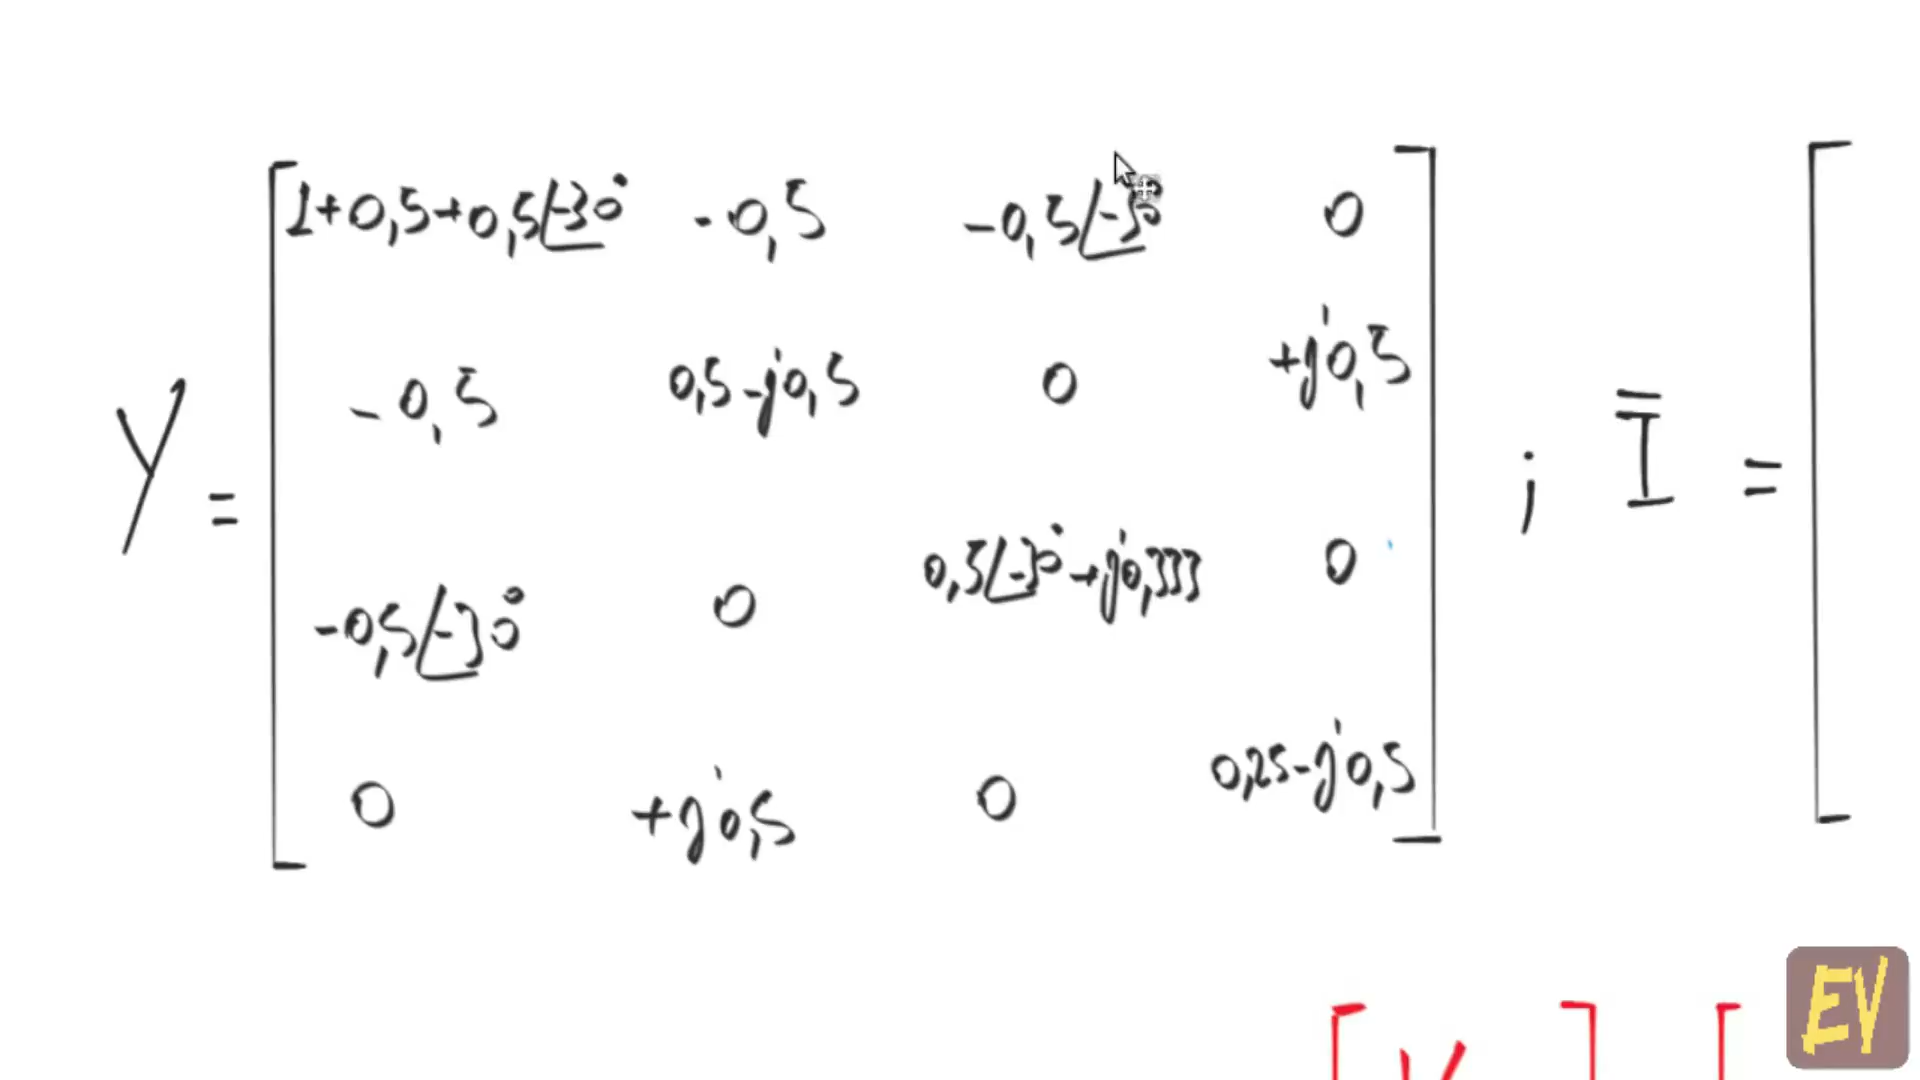 1+0,5+0,5∠-30° -0,5 -0,5∠-30° 0
-0,5 0,5-j0,5 0 +j0,5
Y = ; I̿ =
-0,5∠-30° 0 0,5∠-30°+j0,333 0
0 +j0,5 0 0,25-j0,5
EV